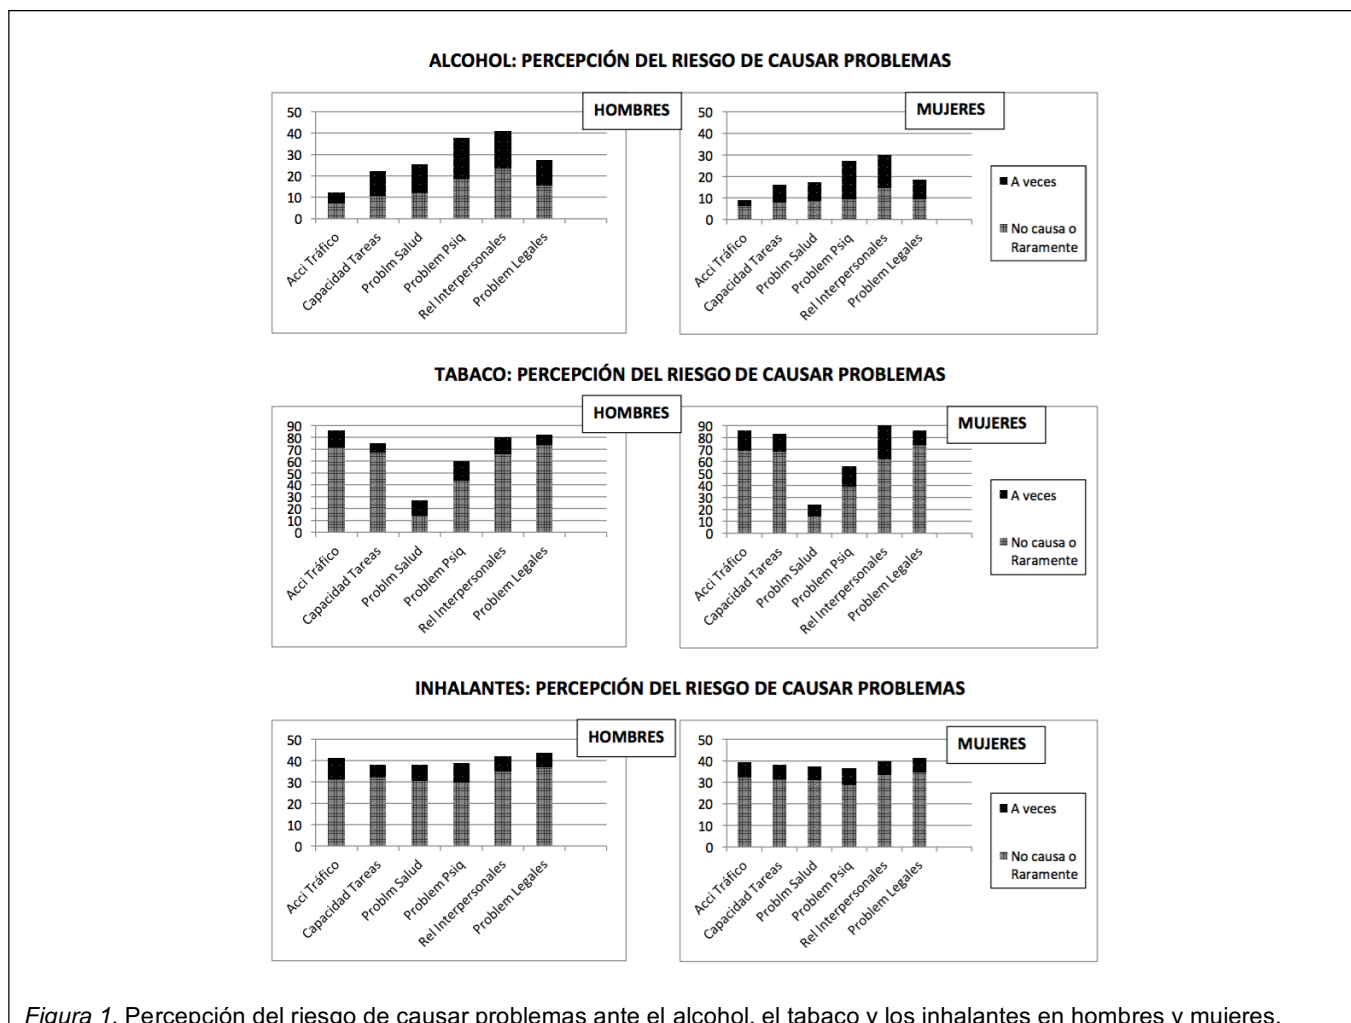 ALCOHOL: PERCEPCIÓN DEL RIESGO DE CAUSAR PROBLEMAS
HOMBRES
50
40
30
20
10
0
Acci Tráfico
Capacidad Tareas
Problm Salud
Problem Psiq
Rel Interpersonales
Problem Legales
MUJERES
50
40
30
20
10
0
Acci Tráfico
Capacidad Tareas
Problm Salud
Problem Psiq
Rel Interpersonales
Problem Legales
A veces
No causa o
Raramente
TABACO: PERCEPCIÓN DEL RIESGO DE CAUSAR PROBLEMAS
HOMBRES
90
80
70
60
50
40
30
20
10
0
Acci Tráfico
Capacidad Tareas
Problm Salud
Problem Psiq
Rel Interpersonales
Problem Legales
MUJERES
90
80
70
60
50
40
30
20
10
0
Acci Tráfico
Capacidad Tareas
Problm Salud
Problem Psiq
Rel Interpersonales
Problem Legales
A veces
No causa o
Raramente
INHALANTES: PERCEPCIÓN DEL RIESGO DE CAUSAR PROBLEMAS
HOMBRES
50
40
30
20
10
0
Acci Tráfico
Capacidad Tareas
Problm Salud
Problem Psiq
Rel Interpersonales
Problem Legales
MUJERES
50
40
30
20
10
0
Acci Tráfico
Capacidad Tareas
Problm Salud
Problem Psiq
Rel Interpersonales
Problem Legales
A veces
No causa o
Raramente
Figura 1. Percepción del riesgo de causar problemas ante el alcohol, el tabaco y los inhalantes en hombres y mujeres.